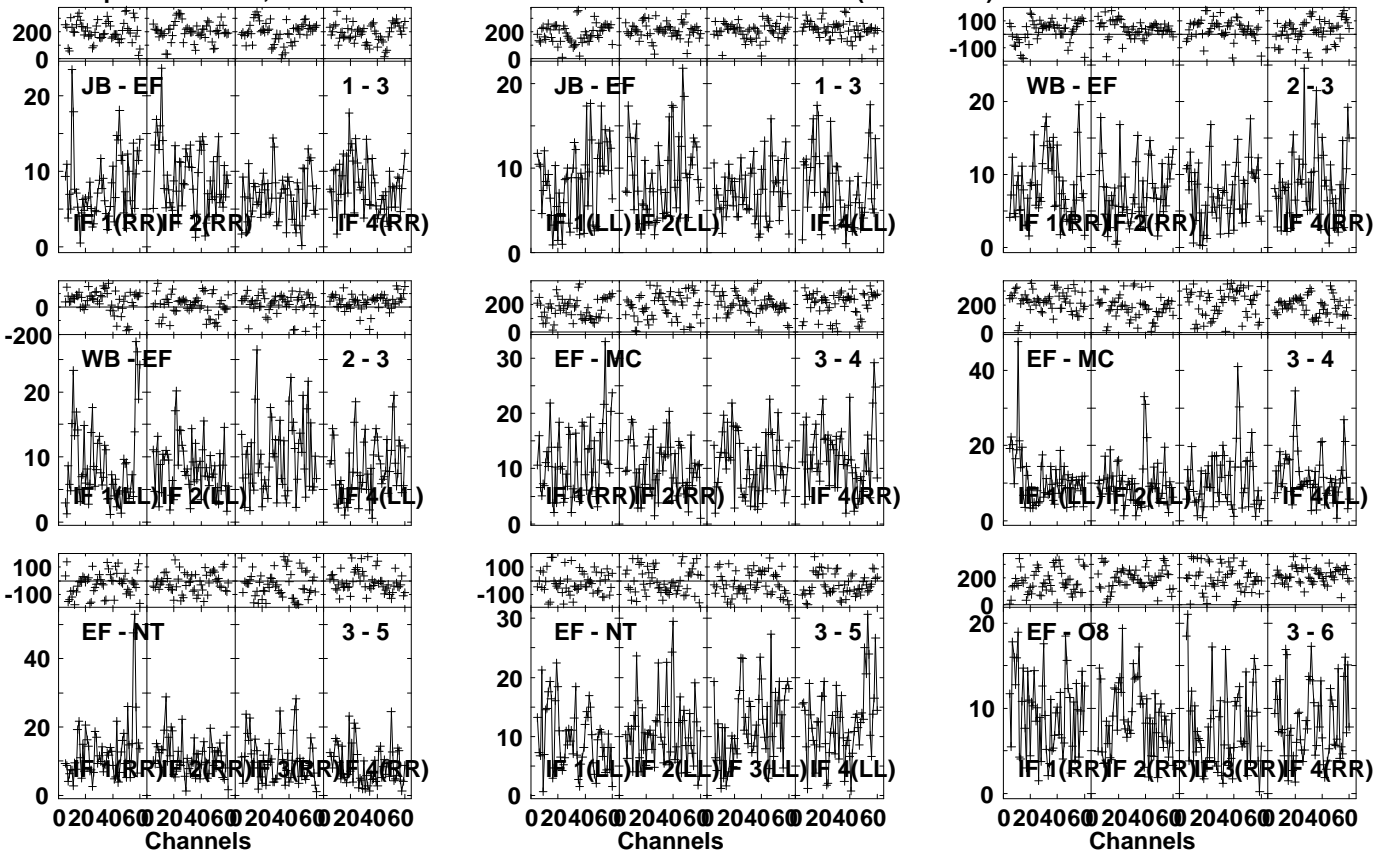 200 200 100
0 0 -100
JB - EF 1 - 3 JB - EF 1 - 3 WB - EF 2 - 3
20 20 20
10 10 10
IF 1(RR) IF 2(RR) IF 4(RR) IF 1(LL) IF 2(LL) IF 4(LL) IF 1(RR) IF 2(RR) IF 4(RR)
0 0 0
0 200 200
-200 0 0
WB - EF 2 - 3 EF - MC 3 - 4 EF - MC 3 - 4
20 30 40
10 20 20
IF 1(LL) IF 2(LL) IF 4(LL) 10 IF 1(RR) IF 2(RR) IF 4(RR) IF 1(LL) IF 2(LL) IF 4(LL)
0 0 0
100 100 200
-100 -100 0
EF - NT 3 - 5 EF - NT 3 - 5 EF - O8 3 - 6
40 30 20
20 20 10
IF 1(RR) IF 2(RR) IF 3(RR) IF 4(RR) 10 IF 1(LL) IF 2(LL) IF 3(LL) IF 4(LL) IF 1(RR) IF 2(RR) IF 3(RR) IF 4(RR)
0 0 0
0 20 40 60 0 20 40 60 0 20 40 60 0 20 40 60 0 20 40 60 0 20 40 60 0 20 40 60 0 20 40 60 0 20 40 60 0 20 40 60 0 20 40 60 0 20 40 60
Channels Channels Channels